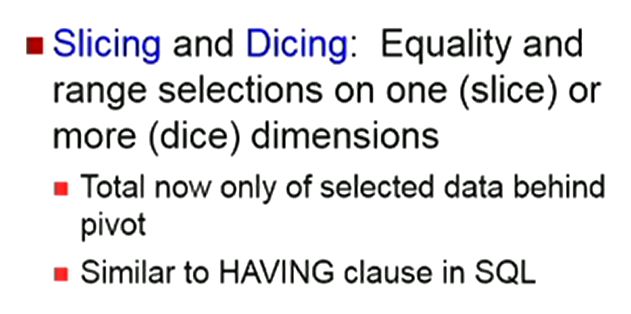 Slicing and Dicing: Equality and
range selections on one (slice) or
more (dice) dimensions
Total now only of selected data behind
pivot
Similar to HAVING clause in SQL